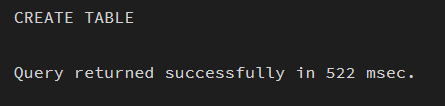 CREATE TABLE
Query returned successfully in 522 msec.